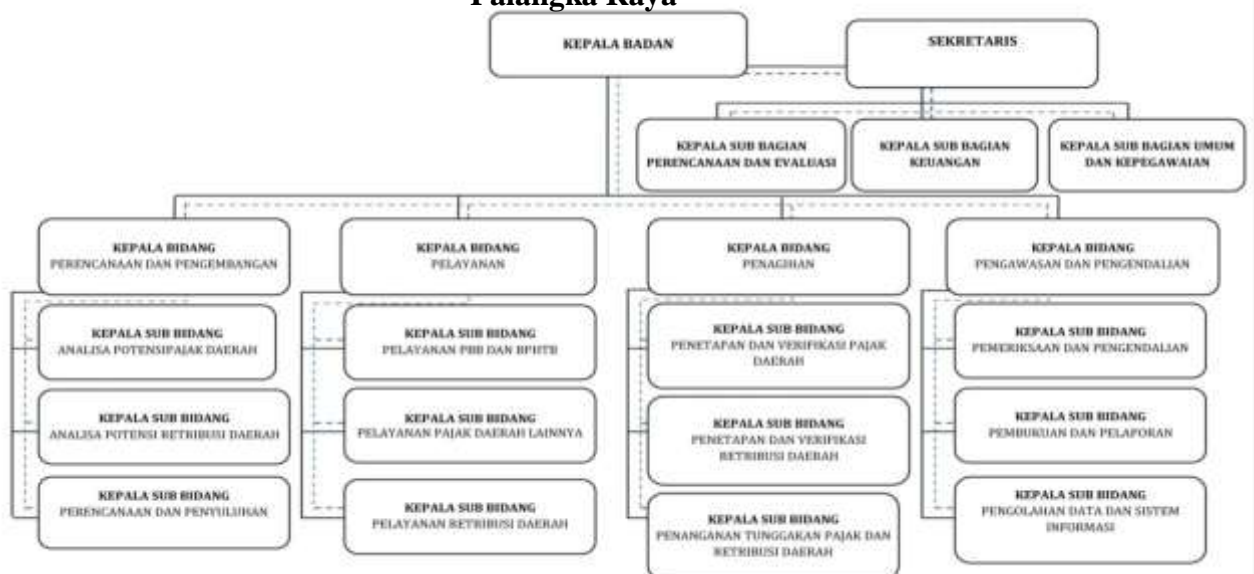 Palangka Raya
KEPALA BADAN
SEKRETARIS
KEPALA SUB BAGIAN
PERENCANAAN DAN EVALUASI
KEPALA SUB BAGIAN
KEUANGAN
KEPALA SUB BAGIAN UMUM
DAN KEPEGAWAIAN
KEPALA BIDANG
PERENCANAAN DAN PENGEMBANGAN
KEPALA BIDANG
PELAYANAN
KEPALA BIDANG
PENAGIHAN
KEPALA BIDANG
PENGAWASAN DAN PENGENDALIAN
KEPALA SUB BIDANG
ANALISA POTENSIPAJAK DAERAH
KEPALA SUB BIDANG
PELAYANAN PBB DAN BPHTB
KEPALA SUB BIDANG
PENETAPAN DAN VERIFIKASI PAJAK
DAERAH
KEPALA SUB BIDANG
PEMERIKSAAN DAN PENGENDALIAN
KEPALA SUB BIDANG
ANALISA POTENSI RETRIBUSI DAERAH
KEPALA SUB BIDANG
PELAYANAN PAJAK DAERAH LAINNYA
KEPALA SUB BIDANG
PENETAPAN DAN VERIFIKASI
RETRIBUSI DAERAH
KEPALA SUB BIDANG
PEMBUKUAN DAN PELAPORAN
KEPALA SUB BIDANG
PERENCANAAN DAN PENYULUHAN
KEPALA SUB BIDANG
PELAYANAN RETRIBUSI DAERAH
KEPALA SUB BIDANG
PENANGANAN TUNGGAKAN PAJAK DAN
RETRIBUSI DAERAH
KEPALA SUB BIDANG
PENGOLAHAN DATA DAN SISTEM
INFORMASI